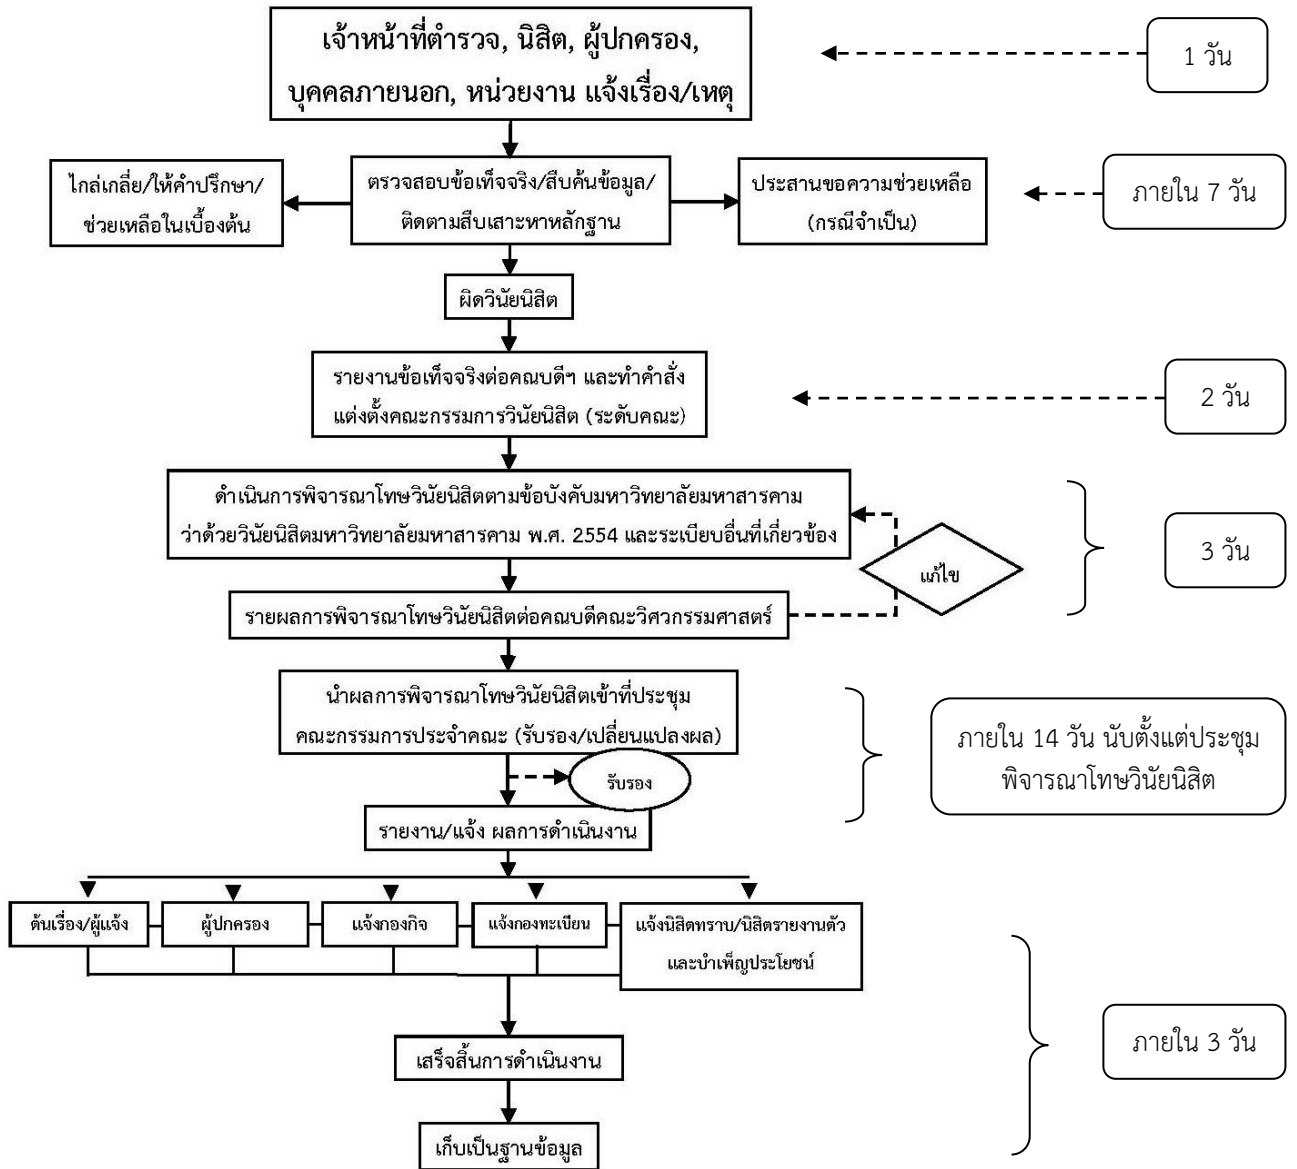 เจ้าหน้าที่ตำรวจ, นิสิต, ผู้ปกครอง,
บุคคลภายนอก, หน่วยงาน แจ้งเรื่อง/เหตุ
1 วัน
ไกล่เกลี่ย/ให้คำปรึกษา/
ช่วยเหลือในเบื้องต้น
ตรวจสอบข้อเท็จจริง/สืบค้นข้อมูล/
ติดตามสืบเสาะหาหลักฐาน
ประสานขอความช่วยเหลือ
(กรณีจำเป็น)
ภายใน 7 วัน
ผิดวินัยนิสิต
รายงานข้อเท็จจริงต่อคณบดีฯ และทำคำสั่ง
แต่งตั้งคณะกรรมการวินัยนิสิต (ระดับคณะ)
2 วัน
ดำเนินการพิจารณาโทษวินัยนิสิตตามข้อบังคับมหาวิทยาลัยมหาสารคาม
ว่าด้วยวินัยนิสิตมหาวิทยาลัยมหาสารคาม พ.ศ. 2554 และระเบียบอื่นที่เกี่ยวข้อง
แก้ไข
3 วัน
รายผลการพิจารณาโทษวินัยนิสิตต่อคณบดีคณะวิศวกรรมศาสตร์
นำผลการพิจารณาโทษวินัยนิสิตเข้าที่ประชุม
คณะกรรมการประจำคณะ (รับรอง/เปลี่ยนแปลงผล)
ภายใน 14 วัน นับตั้งแต่ประชุม
พิจารณาโทษวินัยนิสิต
รับรอง
รายงาน/แจ้ง ผลการดำเนินงาน
ต้นเรื่อง/ผู้แจ้ง
ผู้ปกครอง
แจ้งกองกิจ
แจ้งกองทะเบียน
แจ้งนิสิตทราบ/นิสิตรายงานตัว
และบำเพ็ญประโยชน์
ภายใน 3 วัน
เสร็จสิ้นการดำเนินงาน
เก็บเป็นฐานข้อมูล